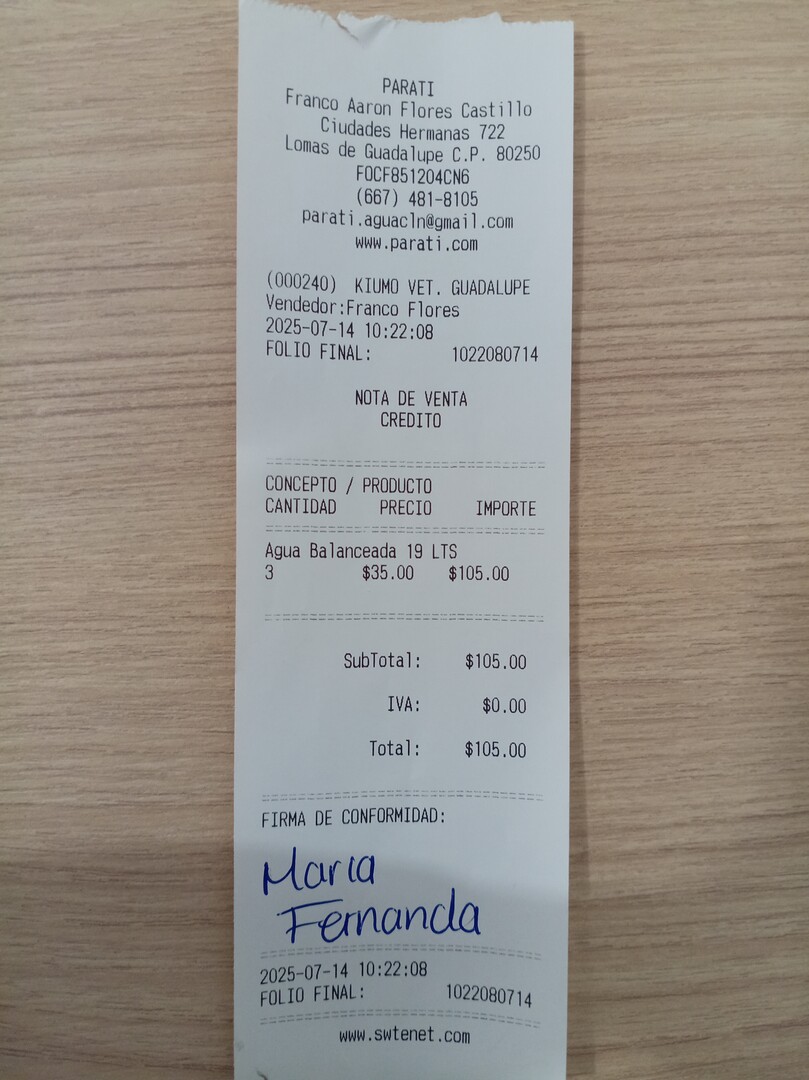 PARATI
Franco Aaron Flores Castillo
Ciudades Hermanas 722
Lomas de Guadalupe C.P. 80250
FOCF851204CN6
(667) 481-8105
parati.aguacln@gmail.com
www.parati.com
(000240) KIUMO VET. GUADALUPE
Vendedor:Franco Flores
2025-07-14 10:22:08
FOLIO FINAL: 1022080714
NOTA DE VENTA
CREDITO
CONCEPTO / PRODUCTO
CANTIDAD PRECIO IMPORTE
Agua Balanceada 19 LTS
3 $35.00 $105.00
SubTotal: $105.00
IVA: $0.00
Total: $105.00
FIRMA DE CONFORMIDAD:
Maria
Fernanda
2025-07-14 10:22:08
FOLIO FINAL: 1022080714
www.swtenet.com